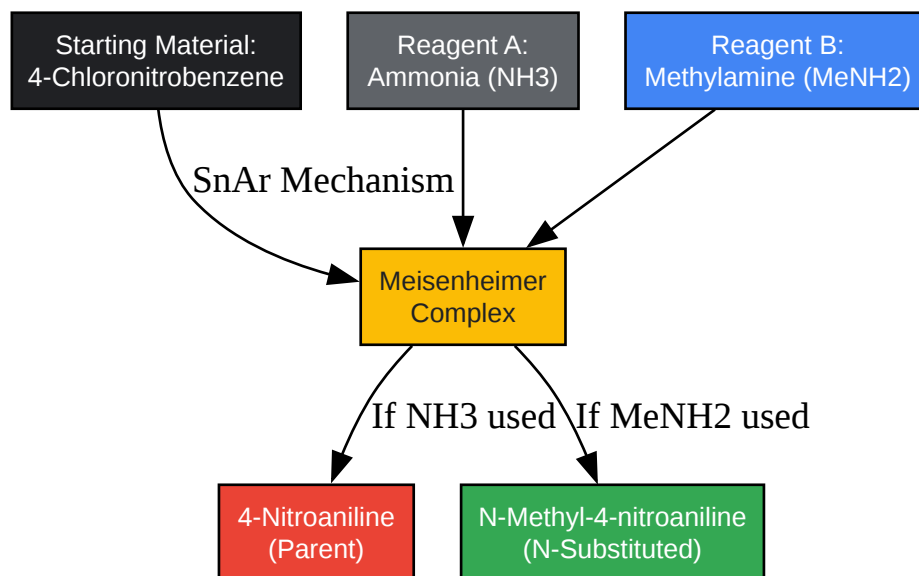 Starting Material:
4-Chloronitrobenzene
Reagent A:
Ammonia (NH3)
Reagent B:
Methylamine (MeNH2)
SnAr Mechanism
Meisenheimer
Complex
If NH3 used
If MeNH2 used
4-Nitroaniline
(Parent)
N-Methyl-4-nitroaniline
(N-Substituted)